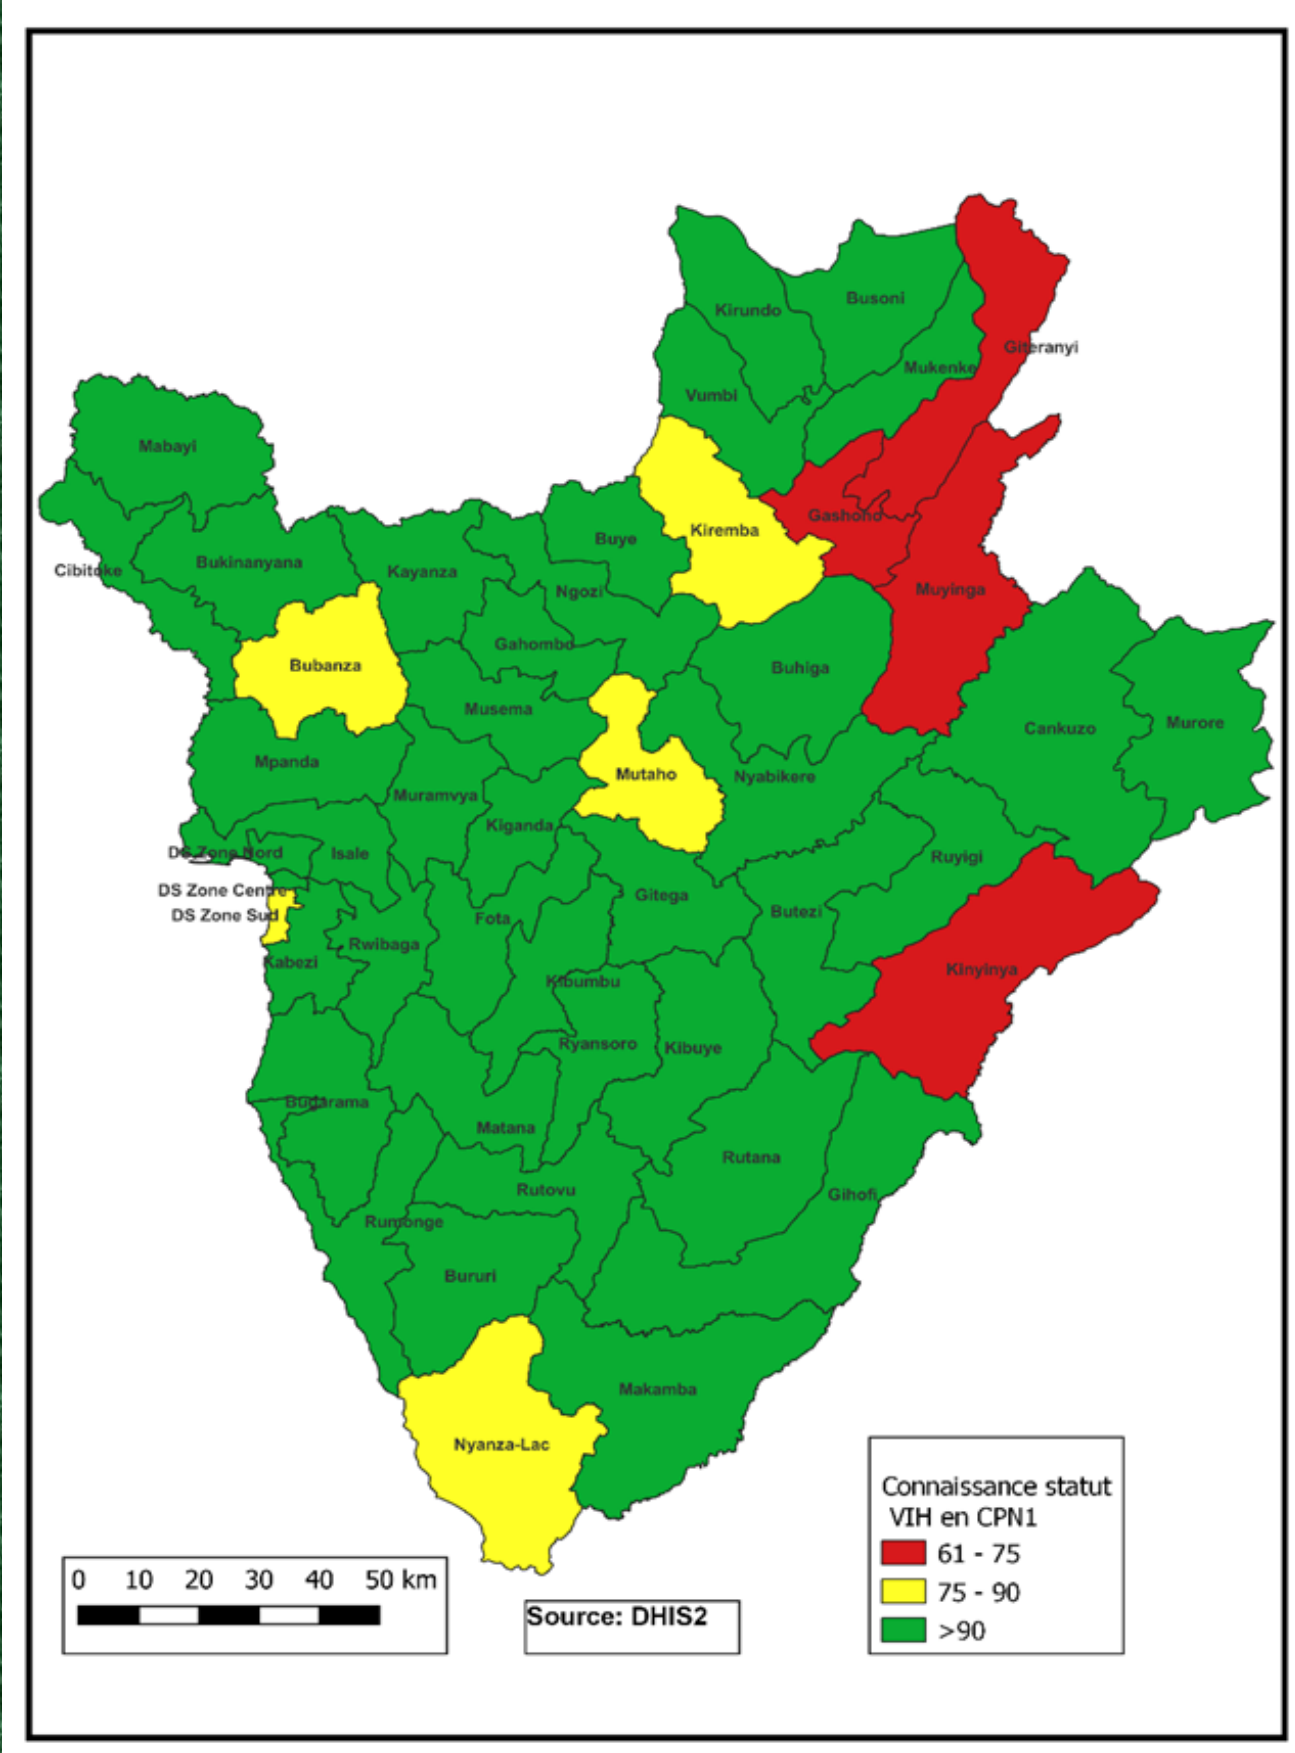 Kirundo
Busoni
Giteranyi
Mukenke
Vumbi
Mabayi
Gashoho
Kiremba
Buye
Bukinanyana
Cibitoke
Kayanza
Ngozi
Muyinga
Gahombo
Bubanza
Buhiga
Musema
Murore
Cankuzo
Mpanda
Mutaho
Nyabikere
Muramvya
Kiganda
DS Zone Nord
Isale
Ruyigi
DS Zone Centre
Gitega
DS Zone Sud
Fota
Butezi
Rwibaga
Kabezi
Kinyinya
Kibumbu
Ryansoro
Kibuye
Budarama
Matana
Rutana
Rutovu
Gihofi
Rumonge
Bururi
Makamba
Nyanza-Lac
Connaissance statut
VIH en CPN1
61 - 75
75 - 90
>90
0 10 20 30 40 50 km
Source: DHIS2